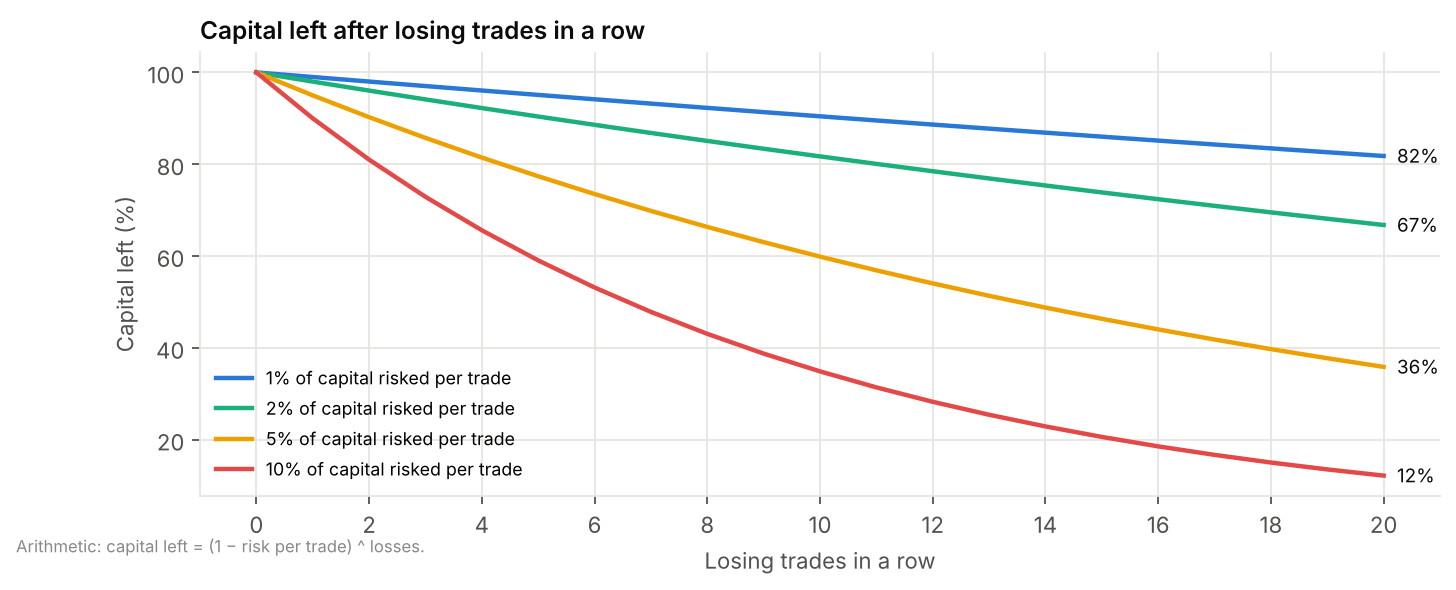 Capital left after losing trades in a row
Capital left (%)
100
80
60
40
20
82%
67%
36%
12%
1% of capital risked per trade
2% of capital risked per trade
5% of capital risked per trade
10% of capital risked per trade
0 2 4 6 8 10 12 14 16 18 20
Losing trades in a row
Arithmetic: capital left = (1 − risk per trade) ^ losses.